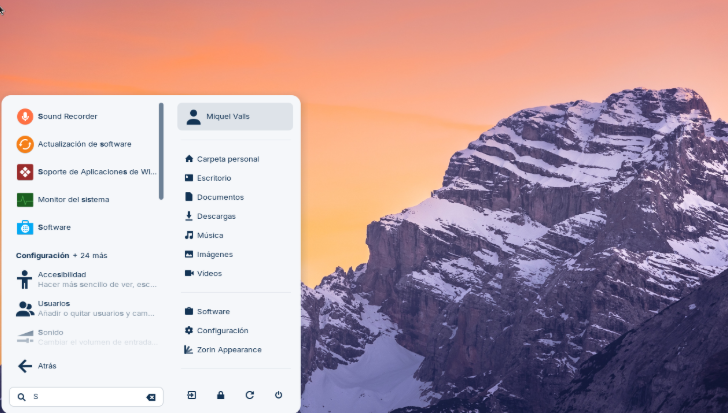 Sound Recorder
Actualización de software
Soporte de Aplicaciones de Wi...
Monitor del sistema
Software
Configuración + 24 más
Accesibilidad
Hacer más sencillo de ver, esc...
Usuarios
Añadir o quitar usuarios y cam...
Sonido
Cambiar el volumen de entrada...
Atrás
S
Miquel Valls
Carpeta personal
Escritorio
Documentos
Descargas
Música
Imágenes
Vídeos
Software
Configuración
Zorin Appearance